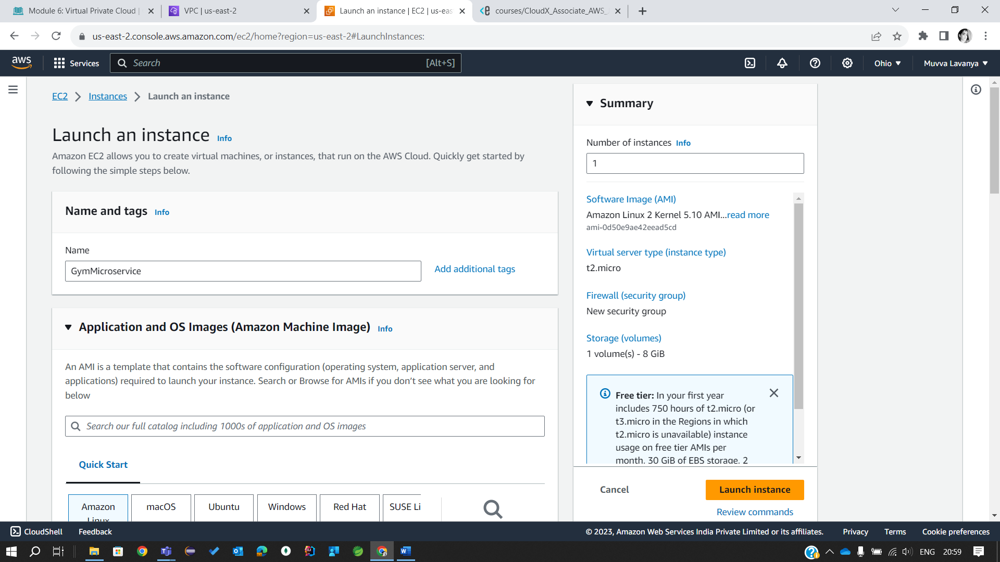 Module 6: Virtual Private Cloud |
VPC | us-east-2
Launch an instance | EC2 | us-eas
courses/CloudX_Associate_AWS_
us-east-2.console.aws.amazon.com/ec2/home?region=us-east-2#LaunchInstances:
aws
Services
Search
[Alt+S]
Ohio
Muvva Lavanya
EC2
Instances
Launch an instance
Launch an instance Info
Amazon EC2 allows you to create virtual machines, or instances, that run on the AWS Cloud. Quickly get started by
following the simple steps below.
Name and tags Info
Name
GymMicroservice
Add additional tags
Application and OS Images (Amazon Machine Image) Info
An AMI is a template that contains the software configuration (operating system, application server, and
applications) required to launch your instance. Search or Browse for AMIs if you don’t see what you are looking for
below
Search our full catalog including 1000s of application and OS images
Quick Start
Amazon
Linux
macOS
Ubuntu
Windows
Red Hat
SUSE Li
Summary
Number of instances Info
1
Software Image (AMI)
Amazon Linux 2 Kernel 5.10 AMI...read more
ami-0d50e9ae42eead5cd
Virtual server type (instance type)
t2.micro
Firewall (security group)
New security group
Storage (volumes)
1 volume(s) - 8 GiB
Free tier: In your first year
includes 750 hours of t2.micro (or
t3.micro in the Regions in which
t2.micro is unavailable) instance
usage on free tier AMIs per
month, 30 GiB of EBS storage, 2
Cancel
Launch instance
Review commands
CloudShell
Feedback
© 2023, Amazon Web Services India Private Limited or its affiliates.
Privacy
Terms
Cookie preferences
ENG
20:59